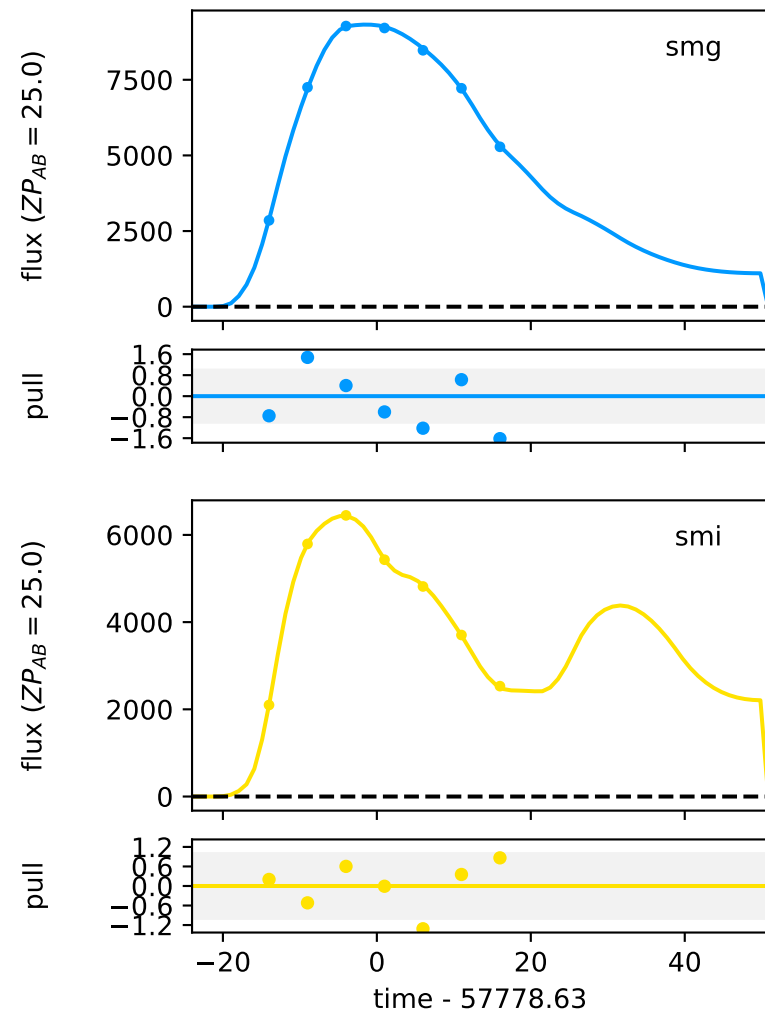 smg
flux (ZP_AB = 25.0)
7500
5000
2500
0
pull
1.6
0.8
0.0
−0.8
−1.6
smi
flux (ZP_AB = 25.0)
6000
4000
2000
0
pull
1.2
0.6
0.0
−0.6
−1.2
−20 0 20 40
time - 57778.63